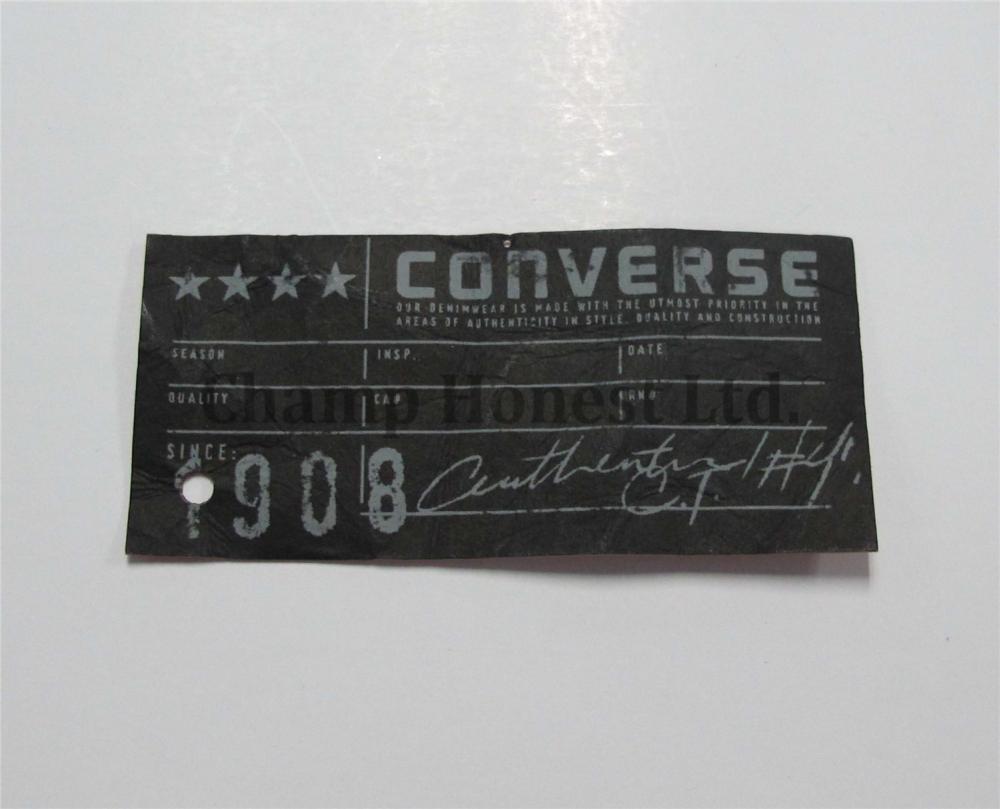 CONVERSE
OUR DENIMWEAR IS MADE WITH THE UTMOST PRIORITY IN THE
AREAS OF AUTHENTICITY IN STYLE. QUALITY AND CONSTRUCTION
SEASON INSP. DATE
QUALITY CAP RN#
Champ Honest Ltd.
SINCE:
1908
C.T.